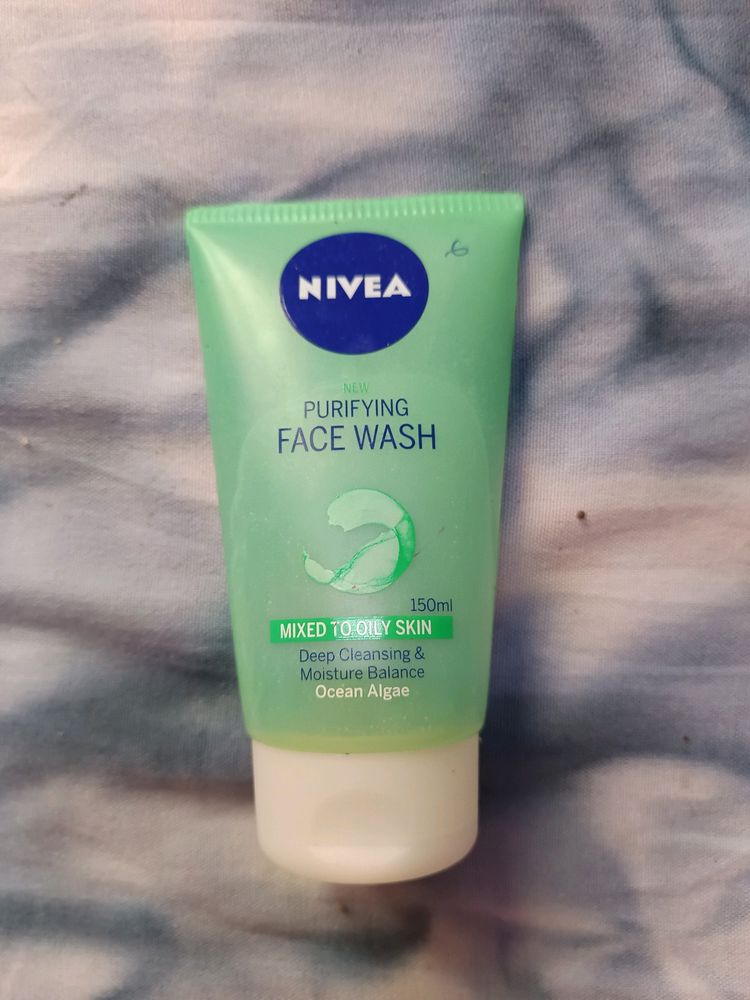 NIVEA
NEW
PURIFYING
FACE WASH
150ml
MIXED TO OILY SKIN
Deep Cleansing &
Moisture Balance
Ocean Algae